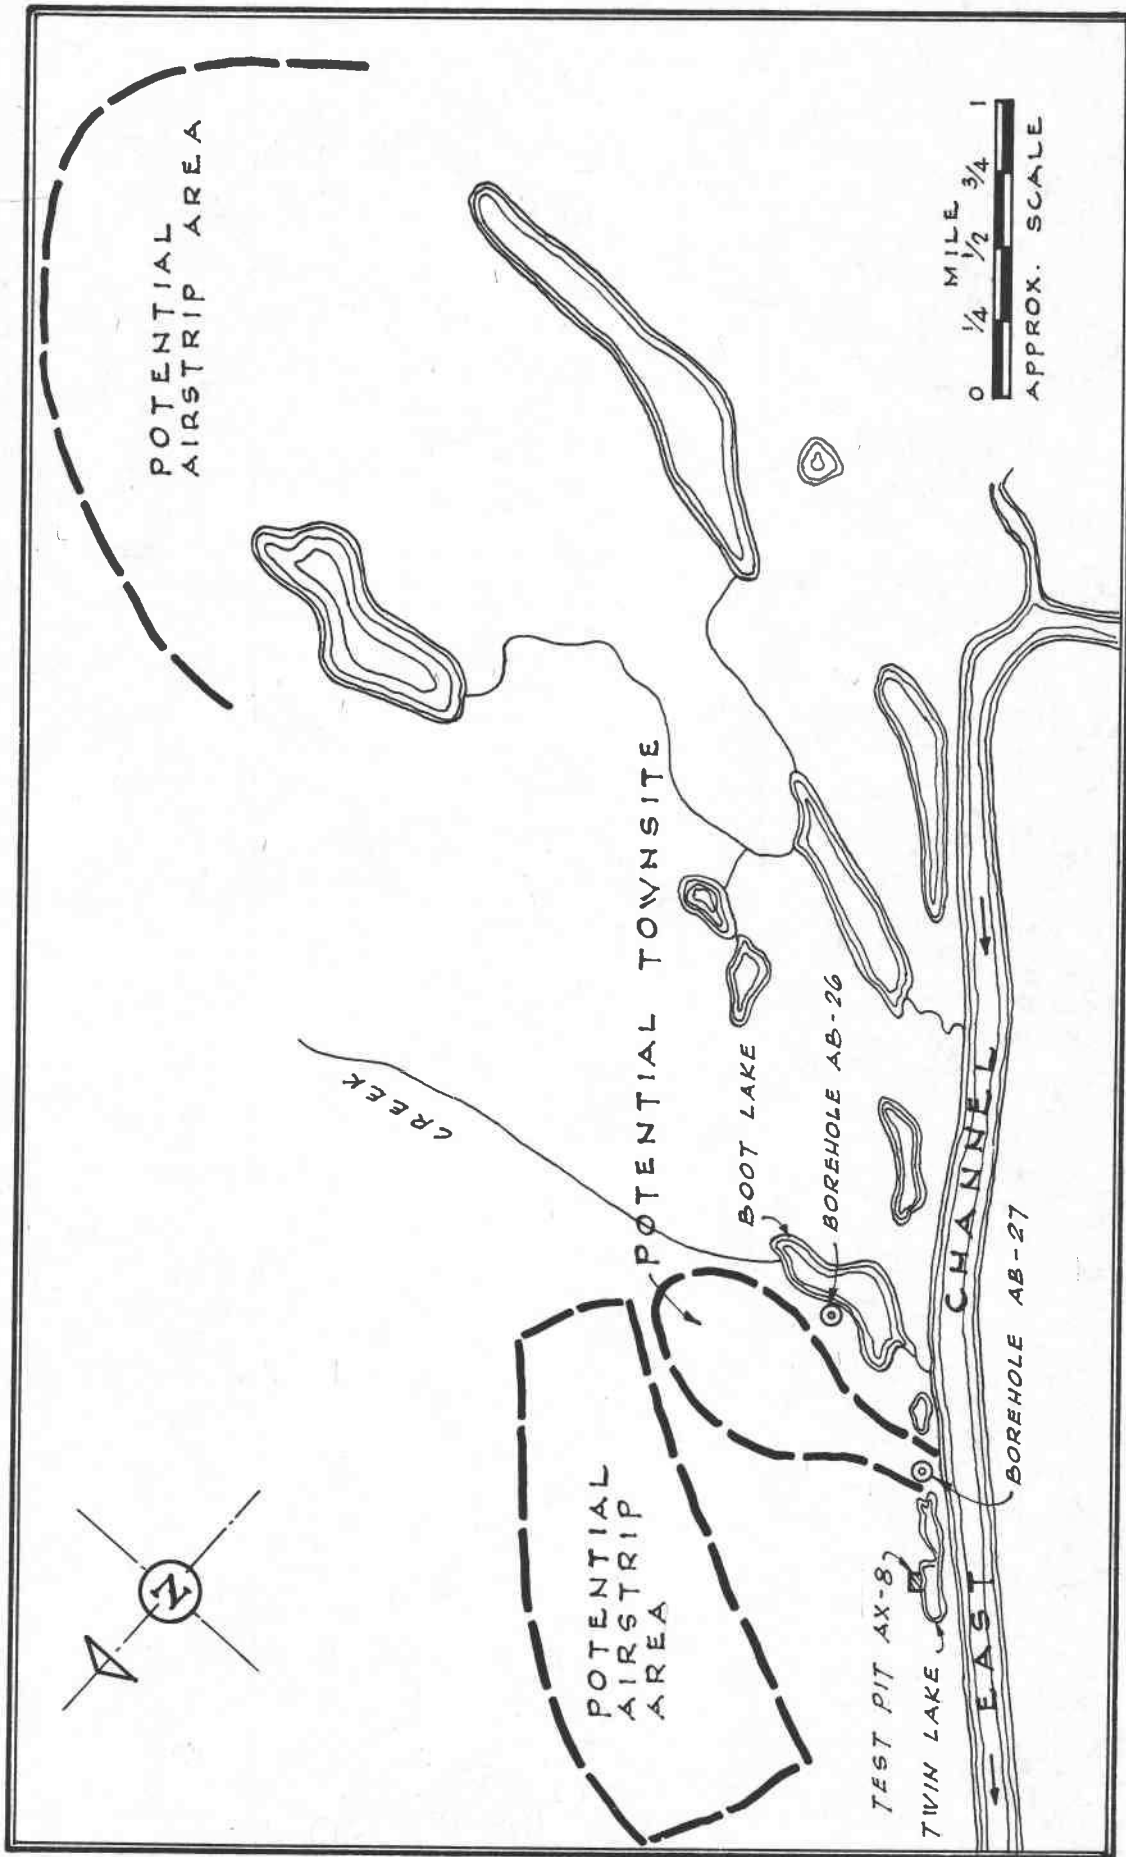 POTENTIAL
AIRSTRIP AREA
MILE
0 1/4 1/2 3/4 1
APPROX. SCALE
CREEK
POTENTIAL TOWNSITE
BOOT LAKE
BOREHOLE AB-26
N
POTENTIAL
AIRSTRIP
AREA
TEST PIT AX-8
TWIN LAKE
EAST CHANNEL
BOREHOLE AB-27